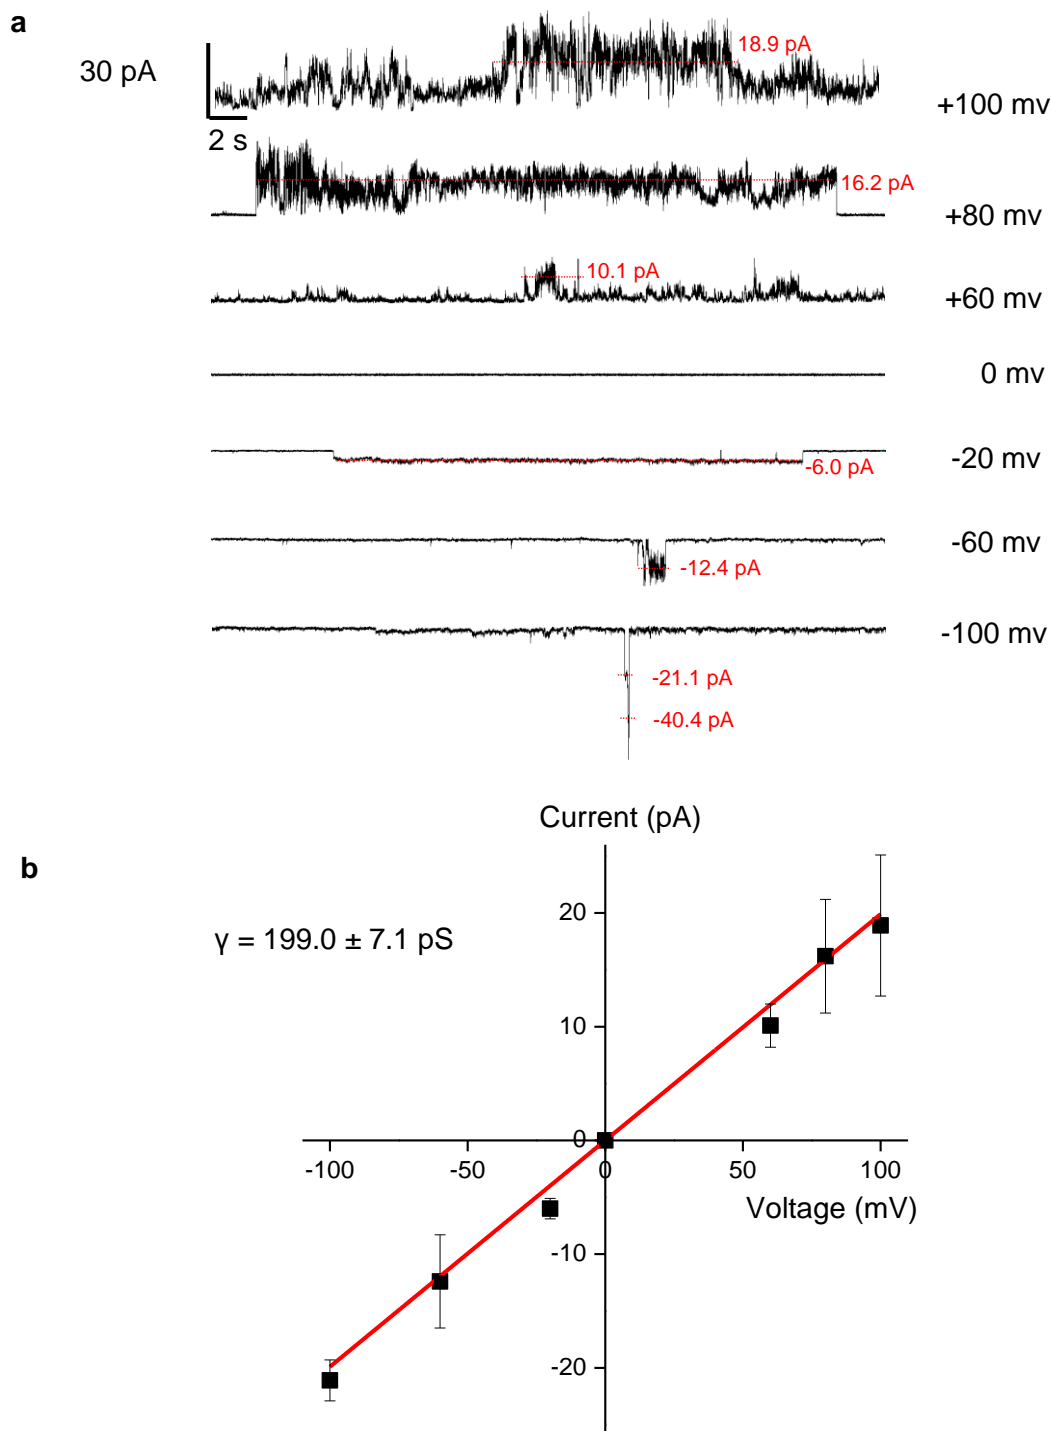 a
30 pA
2 s
18.9 pA
+100 mv
16.2 pA
+80 mv
10.1 pA
+60 mv
0 mv
-20 mv
-6.0 pA
-60 mv
-12.4 pA
-100 mv
-21.1 pA
-40.4 pA
Current (pA)
b
γ = 199.0 ± 7.1 pS
20
10
0
-100 -50 0 50 100
Voltage (mV)
-10
-20